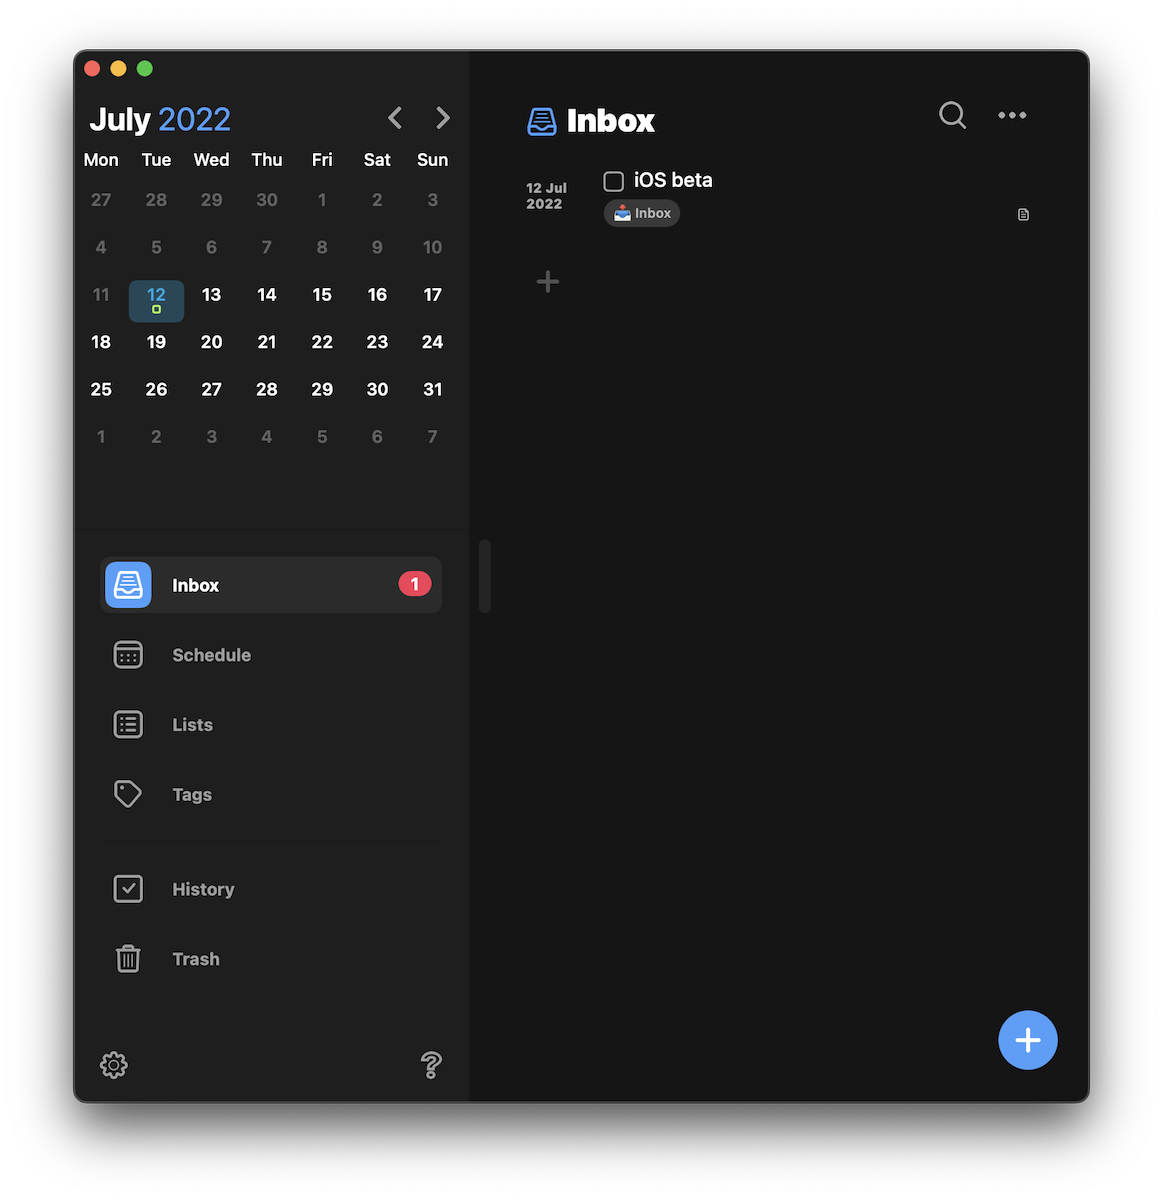 July 2022
Mon Tue Wed Thu Fri Sat Sun
27 28 29 30 1 2 3
4 5 6 7 8 9 10
11 12 13 14 15 16 17
18 19 20 21 22 23 24
25 26 27 28 29 30 31
1 2 3 4 5 6 7
Inbox 1
Schedule
Lists
Tags
History
Trash
Inbox
12 Jul
2022
iOS beta
Inbox